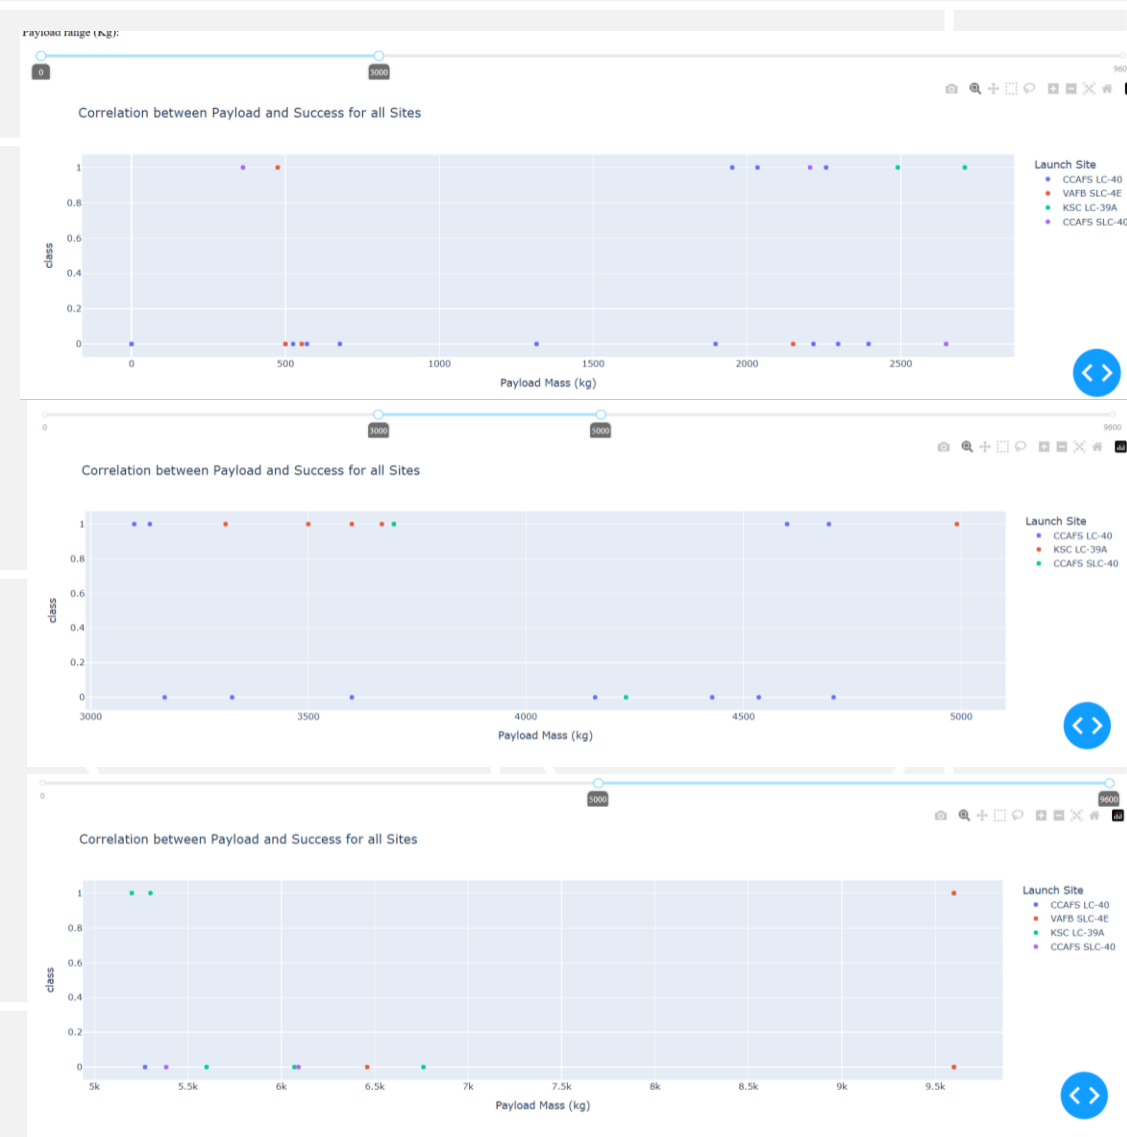 Payload range (Kg):
0
3000
960
Correlation between Payload and Success for all Sites
Launch Site
CCAFS LC-40
VAFB SLC-4E
KSC LC-39A
CCAFS SLC-40
class
1
0.8
0.6
0.4
0.2
0
0 500 1000 1500 2000 2500
Payload Mass (kg)
0
3000
5000
9600
Correlation between Payload and Success for all Sites
Launch Site
CCAFS LC-40
KSC LC-39A
CCAFS SLC-40
class
1
0.8
0.6
0.4
0.2
0
3000 3500 4000 4500 5000
Payload Mass (kg)
0
5000
9600
Correlation between Payload and Success for all Sites
Launch Site
CCAFS LC-40
VAFB SLC-4E
KSC LC-39A
CCAFS SLC-40
class
1
0.8
0.6
0.4
0.2
0
5k 5.5k 6k 6.5k 7k 7.5k 8k 8.5k 9k 9.5k
Payload Mass (kg)